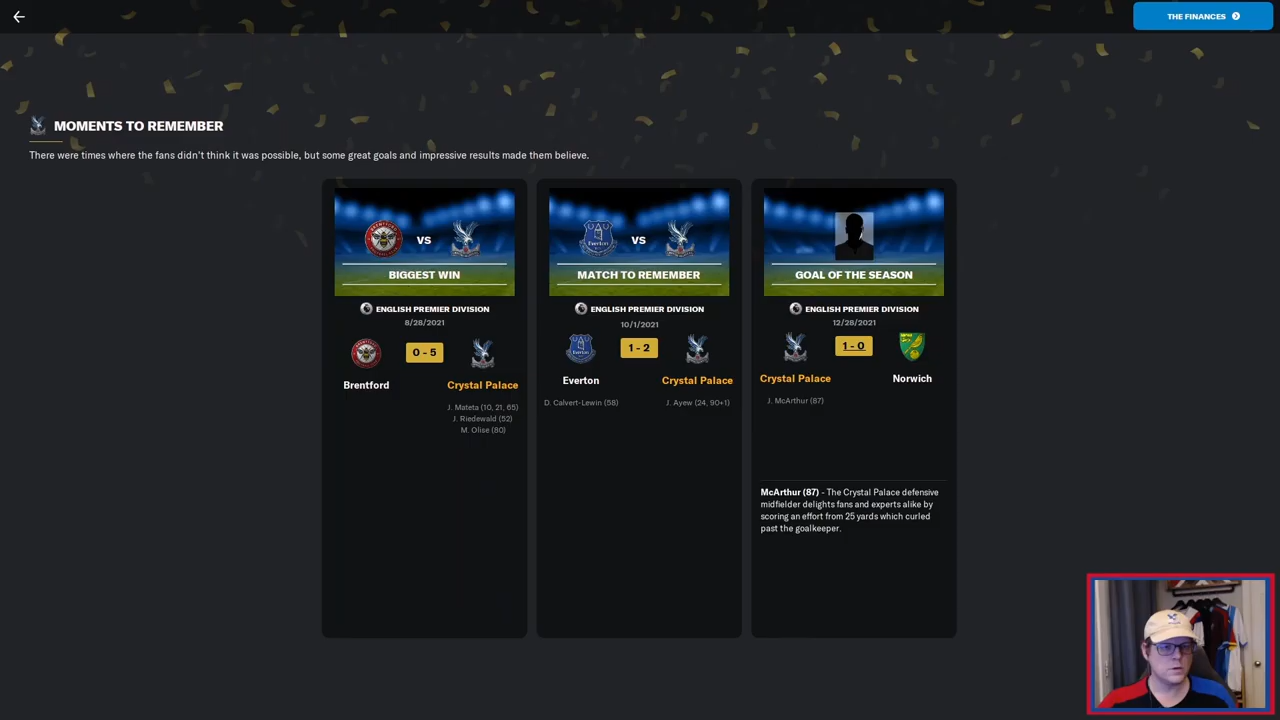 THE FINANCES
MOMENTS TO REMEMBER
There were times where the fans didn't think it was possible, but some great goals and impressive results made them believe.
BRENTFORD
VS
BIGGEST WIN
ENGLISH PREMIER DIVISION
8/28/2021
0 - 5
Brentford
Crystal Palace
J. Mateta (10, 21, 65)
J. Riedewald (52)
M. Olise (80)
Everton
VS
MATCH TO REMEMBER
ENGLISH PREMIER DIVISION
10/1/2021
1 - 2
Everton
Crystal Palace
D. Calvert-Lewin (58)
J. Ayew (24, 90+1)
GOAL OF THE SEASON
ENGLISH PREMIER DIVISION
12/28/2021
1 - 0
Crystal Palace
Norwich
J. McArthur (87)
McArthur (87) - The Crystal Palace defensive
midfielder delights fans and experts alike by
scoring an effort from 25 yards which curled
past the goalkeeper.